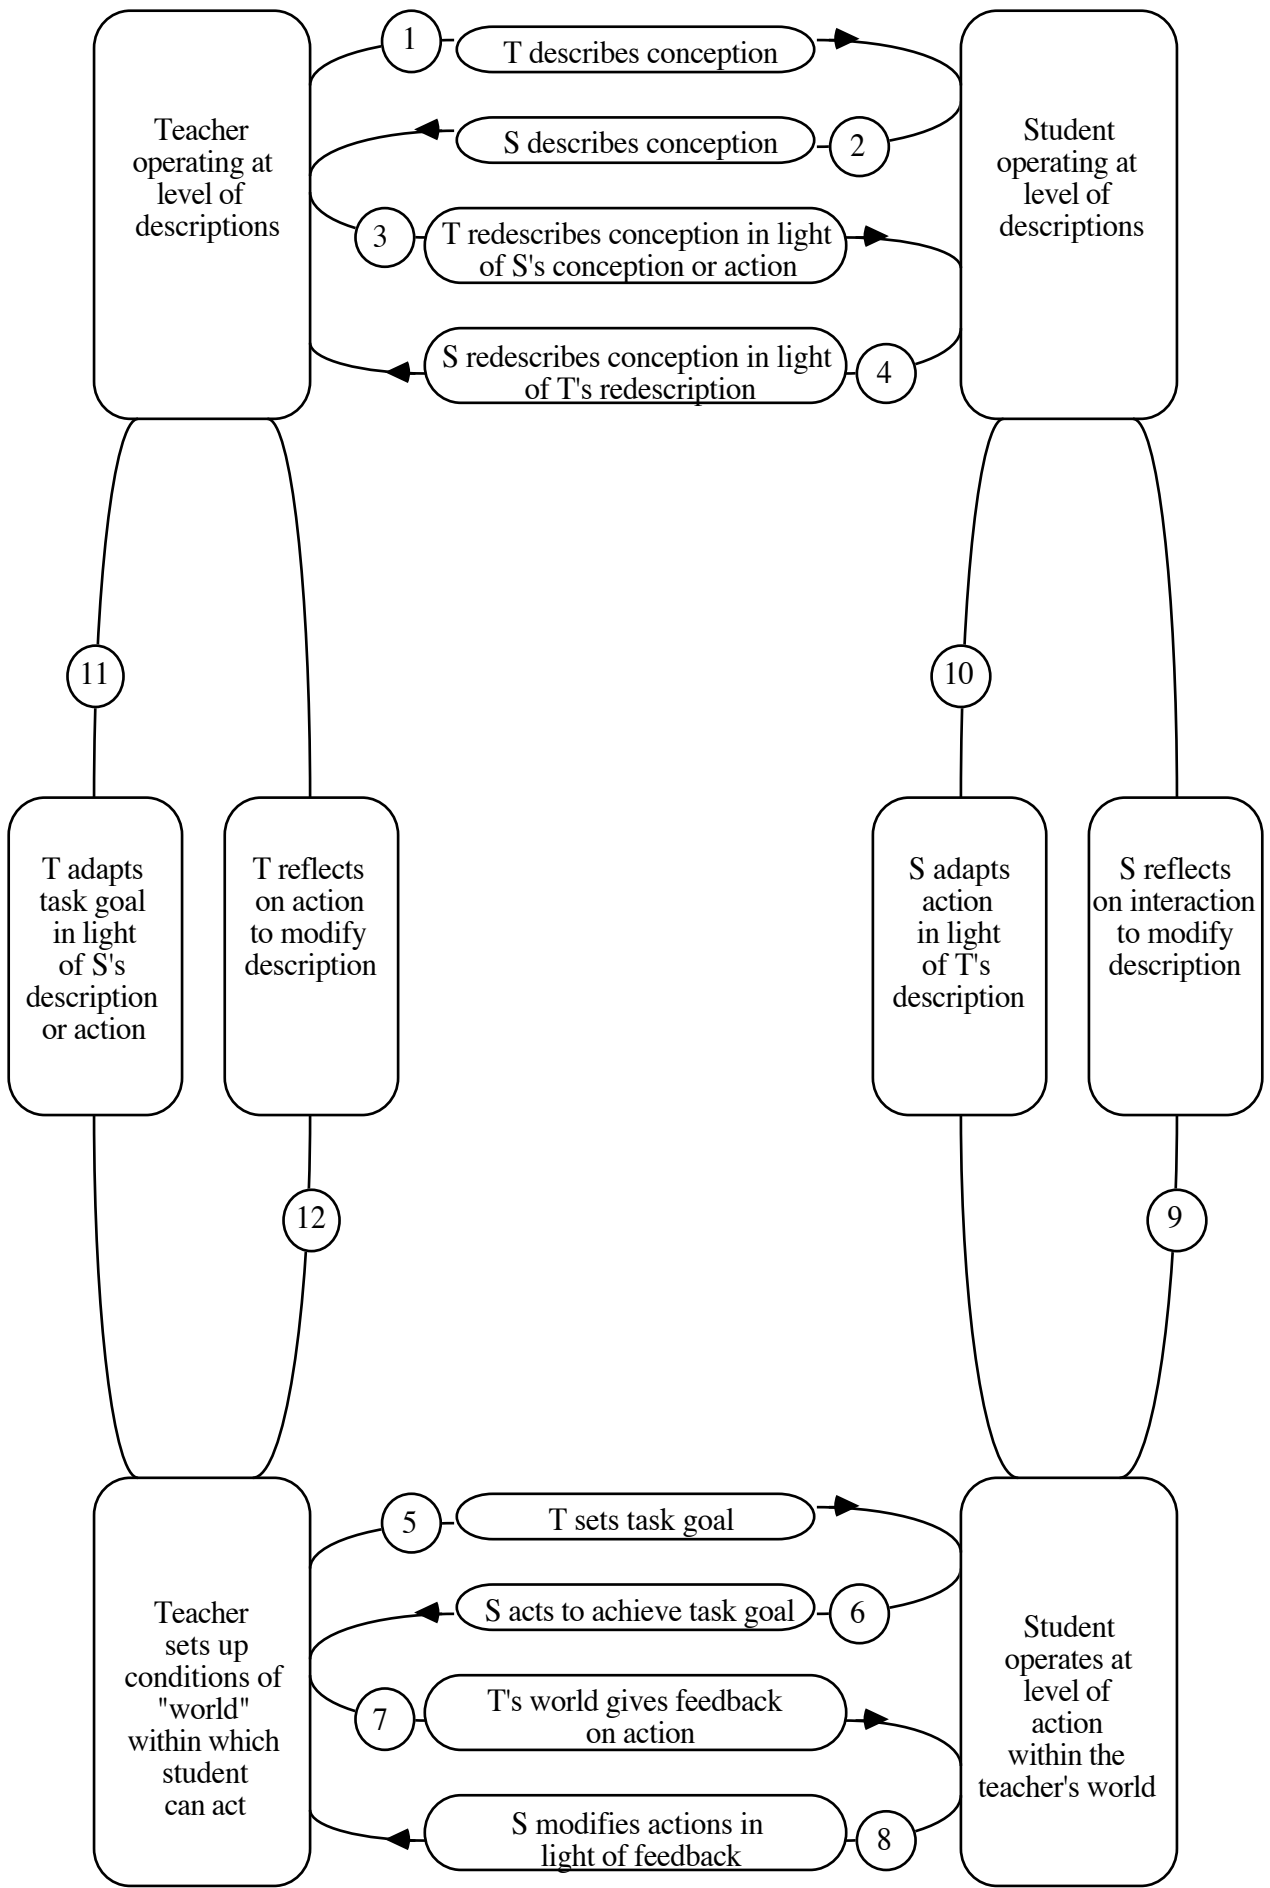 1
T describes conception
Teacher
operating at
level of
descriptions
S describes conception
2
Student
operating at
level of
descriptions
3
T redescribes conception in light
of S's conception or action
S redescribes conception in light
of T's redescription
4
11
10
T adapts
task goal
in light
of S's
description
or action
T reflects
on action
to modify
description
S adapts
action
in light
of T's
description
S reflects
on interaction
to modify
description
12
9
5
T sets task goal
S acts to achieve task goal
6
Teacher
sets up
conditions of
"world"
within which
student
can act
7
T's world gives feedback
on action
Student
operates at
level of
action
within the
teacher's world
S modifies actions in
light of feedback
8